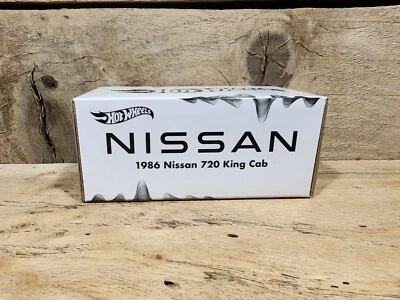 HOT WHEELS
NISSAN
1986 Nissan 720 King Cab